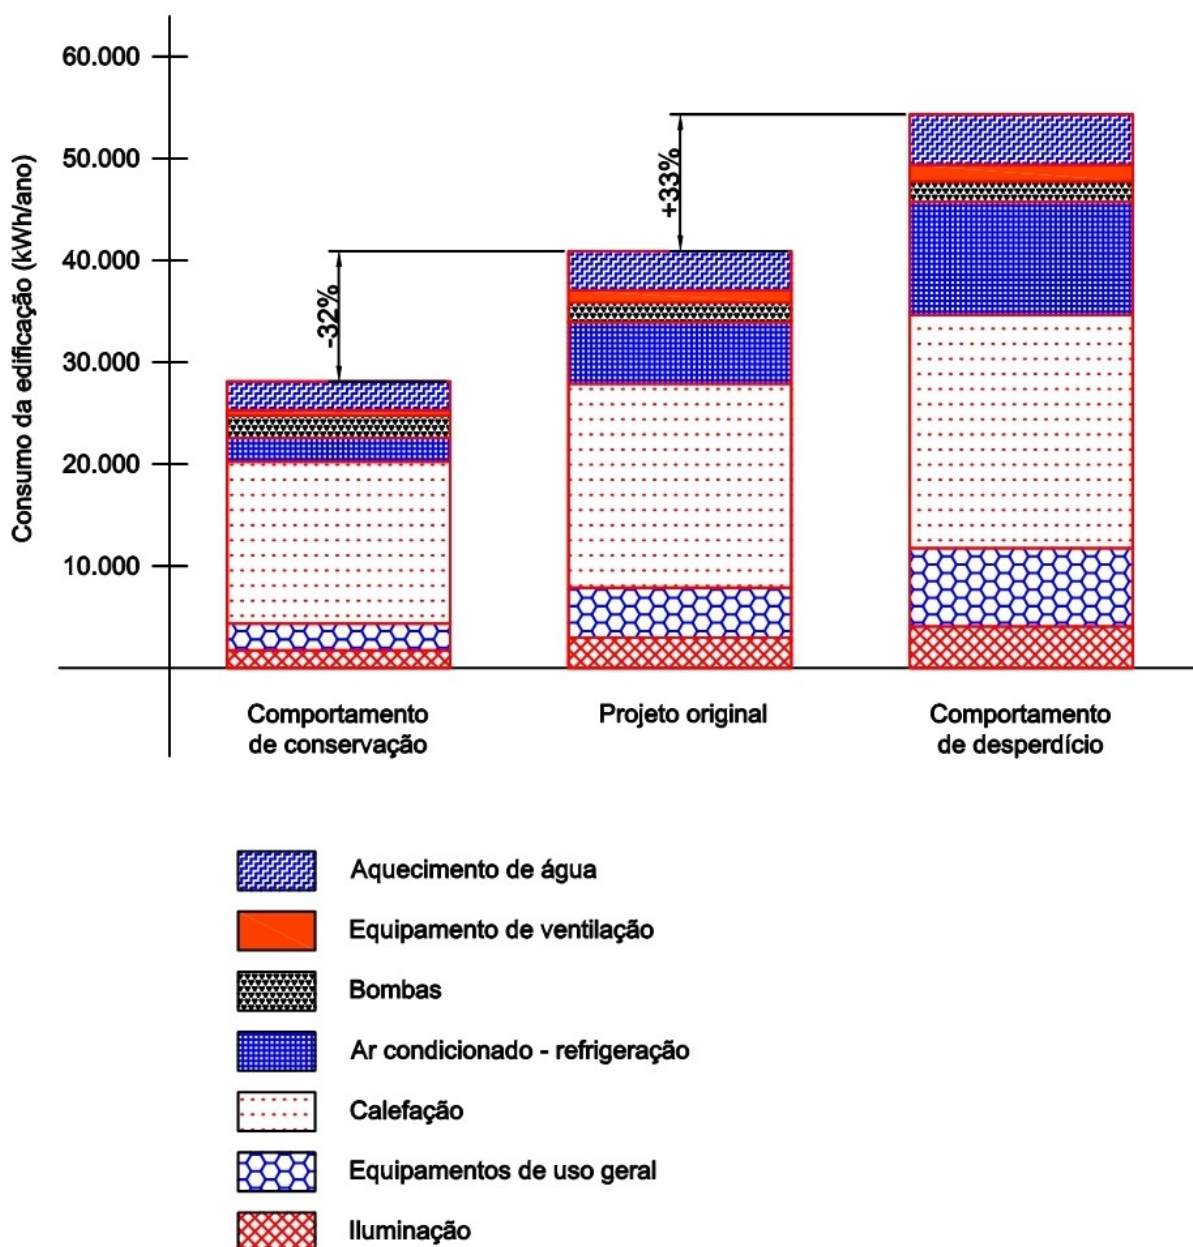 Consumo da edificação (kWh/ano)
60.000
50.000
40.000
30.000
20.000
10.000
-32%
+33%
Comportamento
de conservação
Projeto original
Comportamento
de desperdício
Aquecimento de água
Equipamento de ventilação
Bombas
Ar condicionado - refrigeração
Calefação
Equipamentos de uso geral
Iluminação